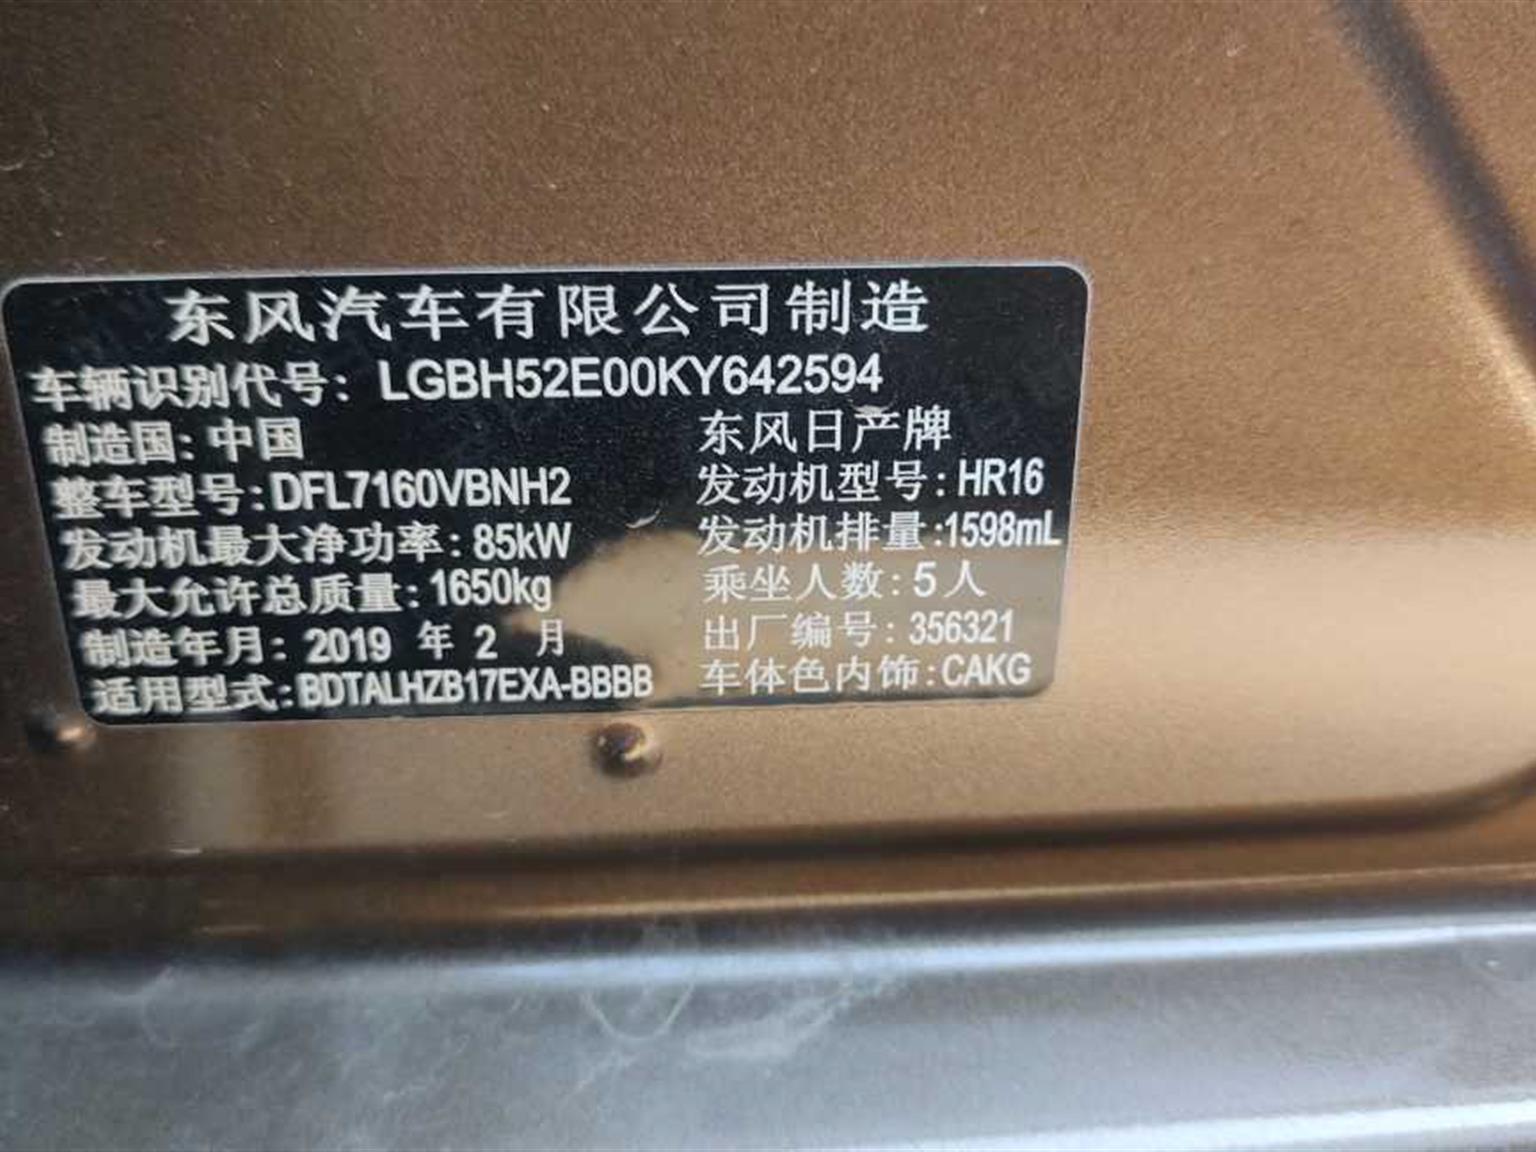 东风汽车有限公司制造
车辆识别代号：LGBH52E00KY642594
制造国：中国 东风日产牌
整车型号：DFL7160VBNH2 发动机型号：HR16
发动机最大净功率：85kW 发动机排量：1598mL
最大允许总质量：1650kg 乘坐人数：5人
制造年月：2019 年 2 月 出厂编号：356321
适用型式：BDTALHZB17EXA-BBBB 车体色内饰：CAKG